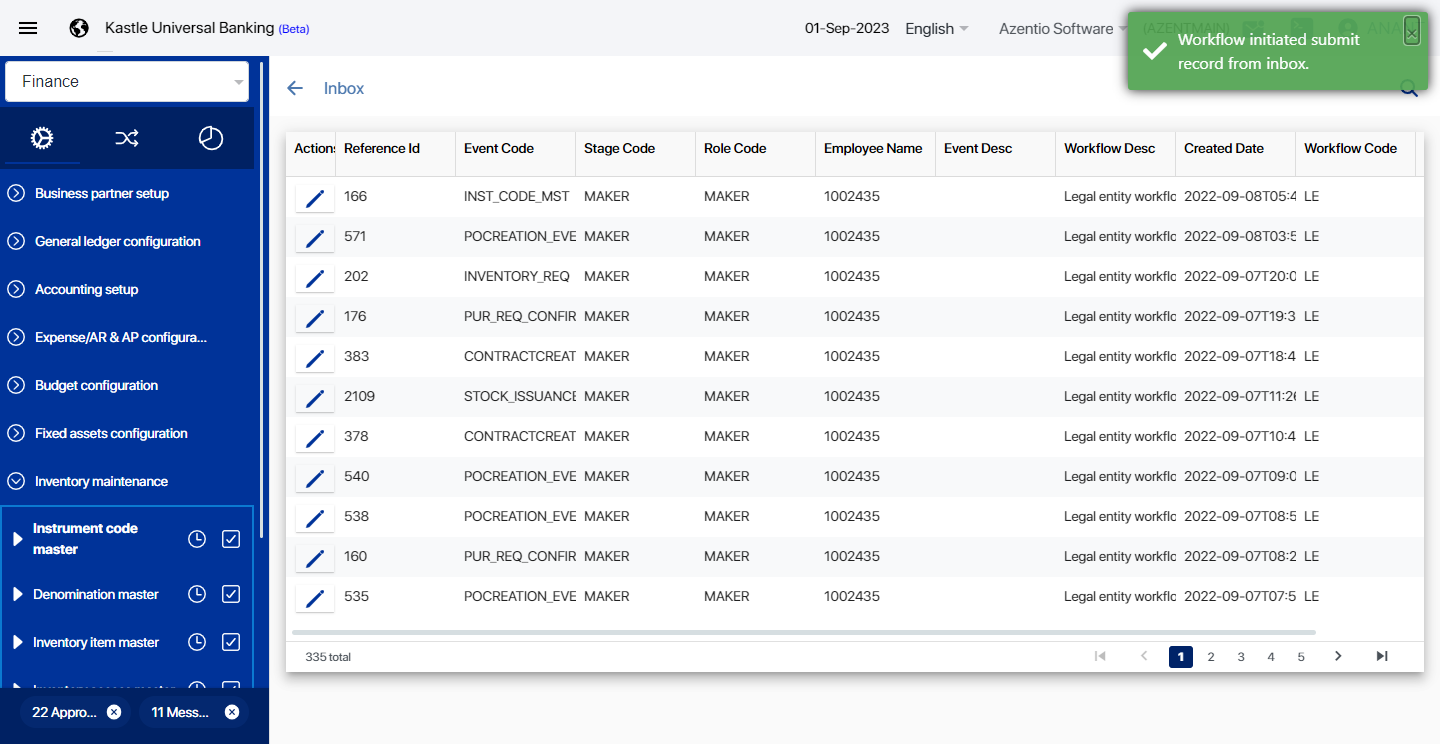 Kastle Universal Banking (Beta)
01-Sep-2023
English
Azentio Software
(AZENTMAIN)
Workflow initiated submit
record from inbox.
Finance
Inbox
Business partner setup
General ledger configuration
Accounting setup
Expense/AR & AP configura...
Budget configuration
Fixed assets configuration
Inventory maintenance
Instrument code
master
Denomination master
Inventory item master
22 Appro...
11 Mess...
Actions Reference Id Event Code Stage Code Role Code Employee Name Event Desc Workflow Desc Created Date Workflow Code
166 INST_CODE_MST MAKER MAKER 1002435 Legal entity workflo 2022-09-08T05:4 LE
571 POCREATION_EVE MAKER MAKER 1002435 Legal entity workflo 2022-09-08T03:5 LE
202 INVENTORY_REQ MAKER MAKER 1002435 Legal entity workflo 2022-09-07T20:0 LE
176 PUR_REQ_CONFIR MAKER MAKER 1002435 Legal entity workflo 2022-09-07T19:3 LE
383 CONTRACTCREAT MAKER MAKER 1002435 Legal entity workflo 2022-09-07T18:4 LE
2109 STOCK_ISSUANCE MAKER MAKER 1002435 Legal entity workflo 2022-09-07T11:26 LE
378 CONTRACTCREAT MAKER MAKER 1002435 Legal entity workflo 2022-09-07T10:4 LE
540 POCREATION_EVE MAKER MAKER 1002435 Legal entity workflo 2022-09-07T09:0 LE
538 POCREATION_EVE MAKER MAKER 1002435 Legal entity workflo 2022-09-07T08:5 LE
160 PUR_REQ_CONFIR MAKER MAKER 1002435 Legal entity workflo 2022-09-07T08:2 LE
535 POCREATION_EVE MAKER MAKER 1002435 Legal entity workflo 2022-09-07T07:5 LE
335 total
1 2 3 4 5